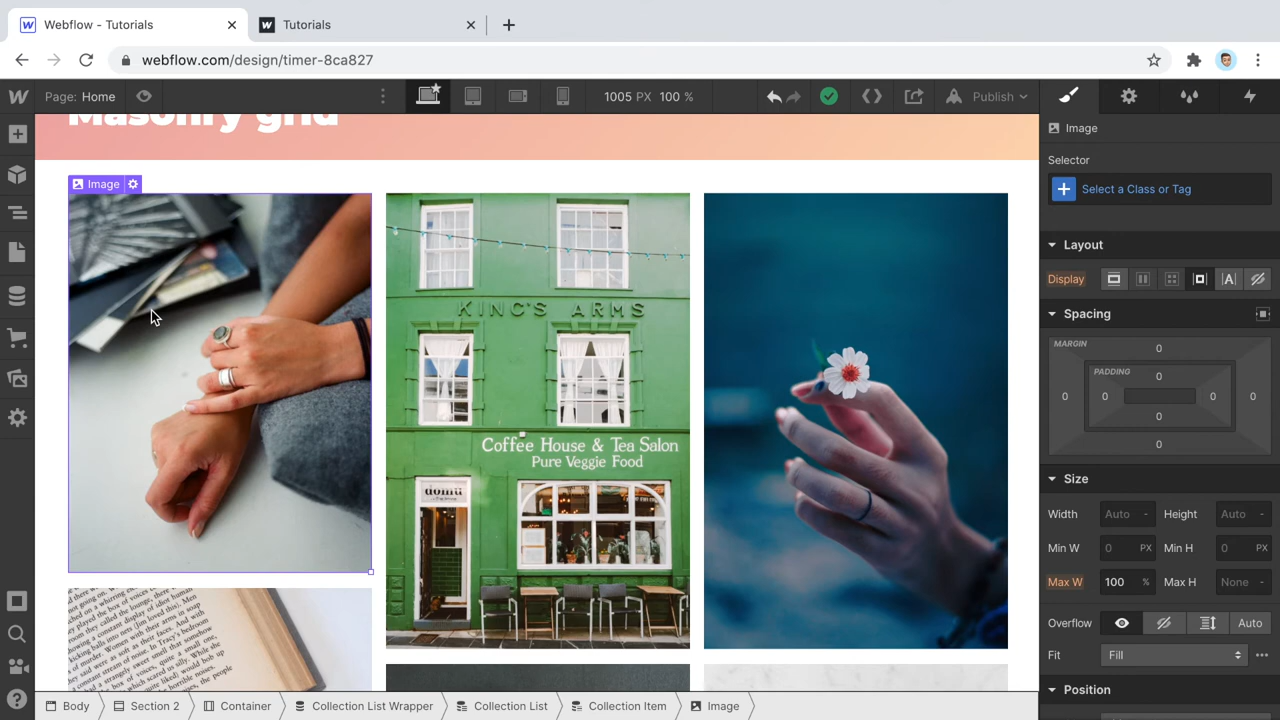 Webflow - Tutorials
Tutorials
webflow.com/design/timer-8ca827
Page: Home
1005 PX 100 %
Publish
Masonry grid
Image
KING'S ARMS
Coffee House & Tea Salon
Pure Veggie Food
domű
Image
Selector
Select a Class or Tag
Layout
Display
Spacing
MARGIN
0
PADDING
0
0 0 0 0
0
0
Size
Width Auto - Height Auto -
Min W 0 PX Min H 0 PX
Max W 100 % Max H None -
Overflow Auto
Fit Fill
Position
Body Section 2 Container Collection List Wrapper Collection List Collection Item Image